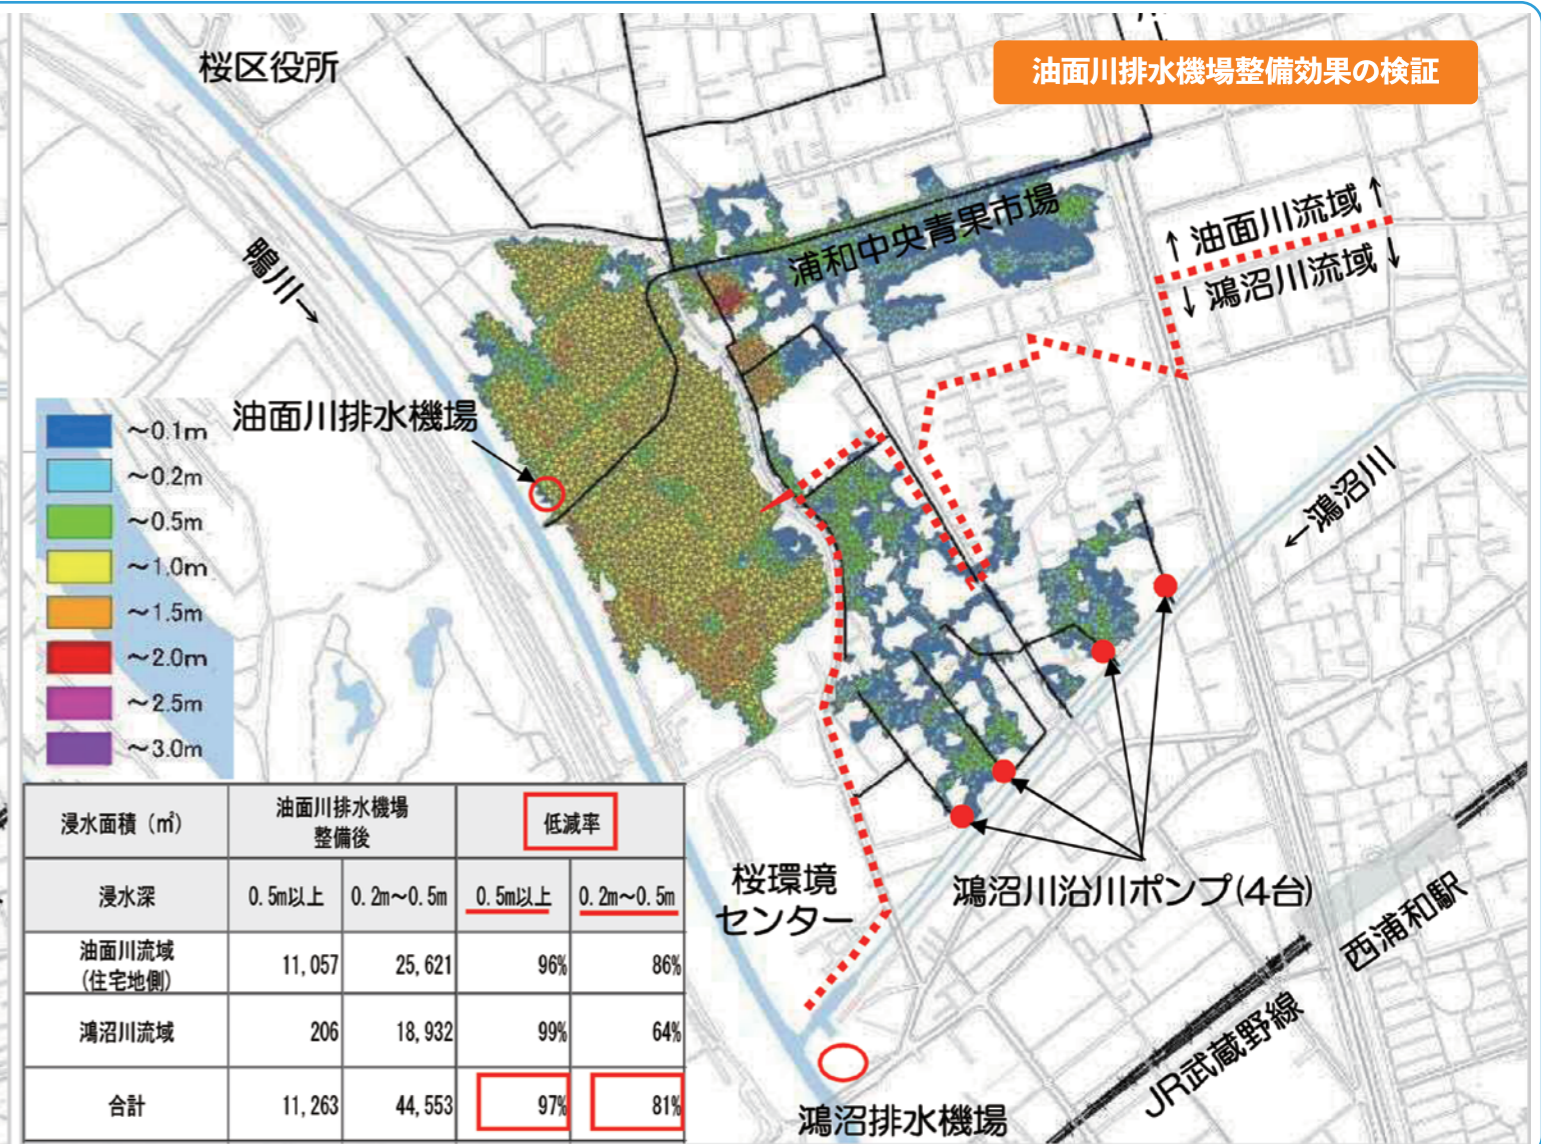 桜区役所
油面川排水機場整備効果の検証
↑ 油面川流域 ↑
↓ 鴻沼川流域 ↓
浦和中央青果市場
鴨川→
油面川排水機場
←鴻沼川
～0.1m
～0.2m
～0.5m
～1.0m
～1.5m
～2.0m
～2.5m
～3.0m
桜環境
センター
鴻沼川沿川ポンプ(4台)
西浦和駅
JR武蔵野線
鴻沼排水機場
浸水面積（㎡） 油面川排水機場 低減率
整備後
浸水深 0.5m以上 0.2m～0.5m 0.5m以上 0.2m～0.5m
油面川流域 11,057 25,621 96% 86%
(住宅地側)
鴻沼川流域 206 18,932 99% 64%
合計 11,263 44,553 97% 81%